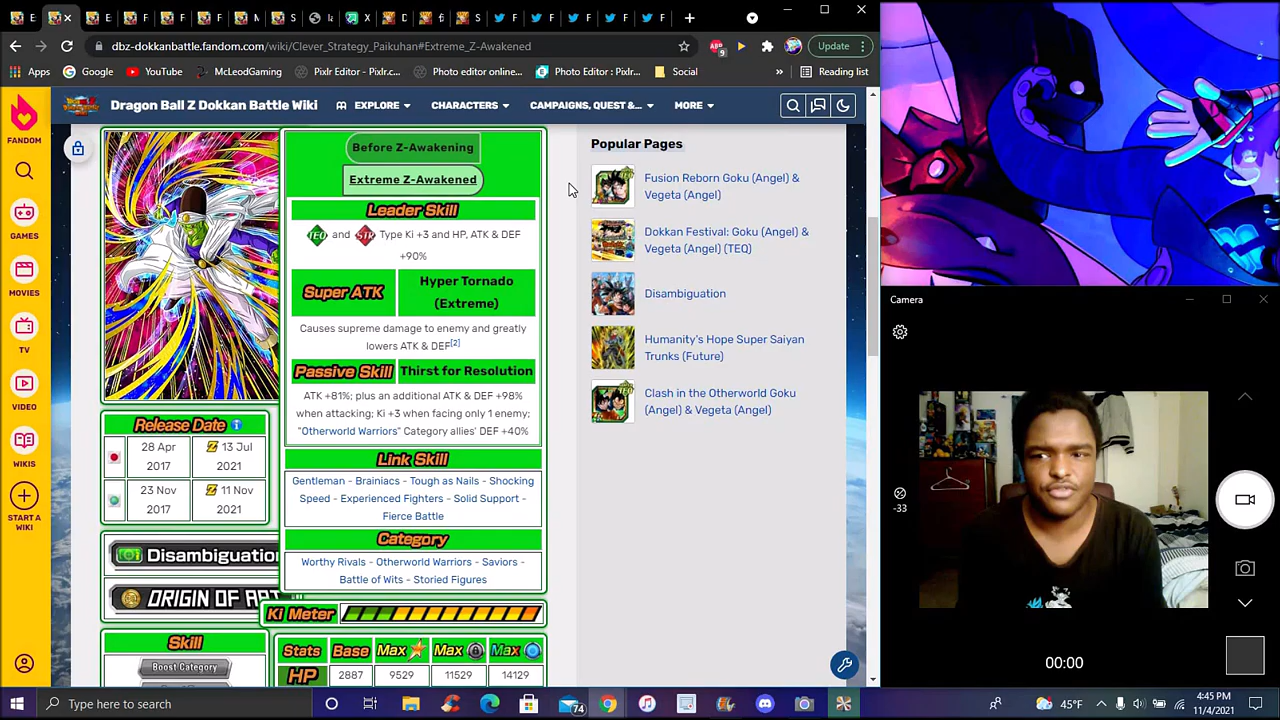 Update
dbz-dokkanbattle.fandom.com/wiki/Clever_Strategy_Paikuhan#Extreme_Z-Awakened
Apps
Google
YouTube
McLeodGaming
Pixlr Editor - Pixlr.c...
Photo editor online...
Photo Editor : Pixlr...
Social
Reading list
FANDOM
Dragon Ball Z Dokkan Battle Wiki
EXPLORE
CHARACTERS
CAMPAIGNS, QUEST &...
MORE
GAMES
MOVIES
TV
VIDEO
WIKIS
START A
WIKI
Before Z-Awakening
Extreme Z-Awakened
Leader Skill
TEQ and STR Type Ki +3 and HP, ATK & DEF
+90%
Super ATK
Hyper Tornado
(Extreme)
Causes supreme damage to enemy and greatly
lowers ATK & DEF[2]
Passive Skill
Thirst for Resolution
ATK +81%; plus an additional ATK & DEF +98%
when attacking; Ki +3 when facing only 1 enemy;
"Otherworld Warriors" Category allies' DEF +40%
Link Skill
Gentleman - Brainiacs - Tough as Nails - Shocking
Speed - Experienced Fighters - Solid Support -
Fierce Battle
Category
Worthy Rivals - Otherworld Warriors - Saviors -
Battle of Wits - Storied Figures
Ki Meter
Stats Base Max Max Max
HP 2887 9529 11529 14129
Release Date
28 Apr
2017
13 Jul
2021
23 Nov
2017
11 Nov
2021
Disambiguation
Skill
Boost Category
Popular Pages
Fusion Reborn Goku (Angel) &
Vegeta (Angel)
Dokkan Festival: Goku (Angel) &
Vegeta (Angel) (TEQ)
Disambiguation
Humanity's Hope Super Saiyan
Trunks (Future)
Clash in the Otherworld Goku
(Angel) & Vegeta (Angel)
Camera
-33
00:00
Type here to search
74
45°F
4:45 PM
11/4/2021